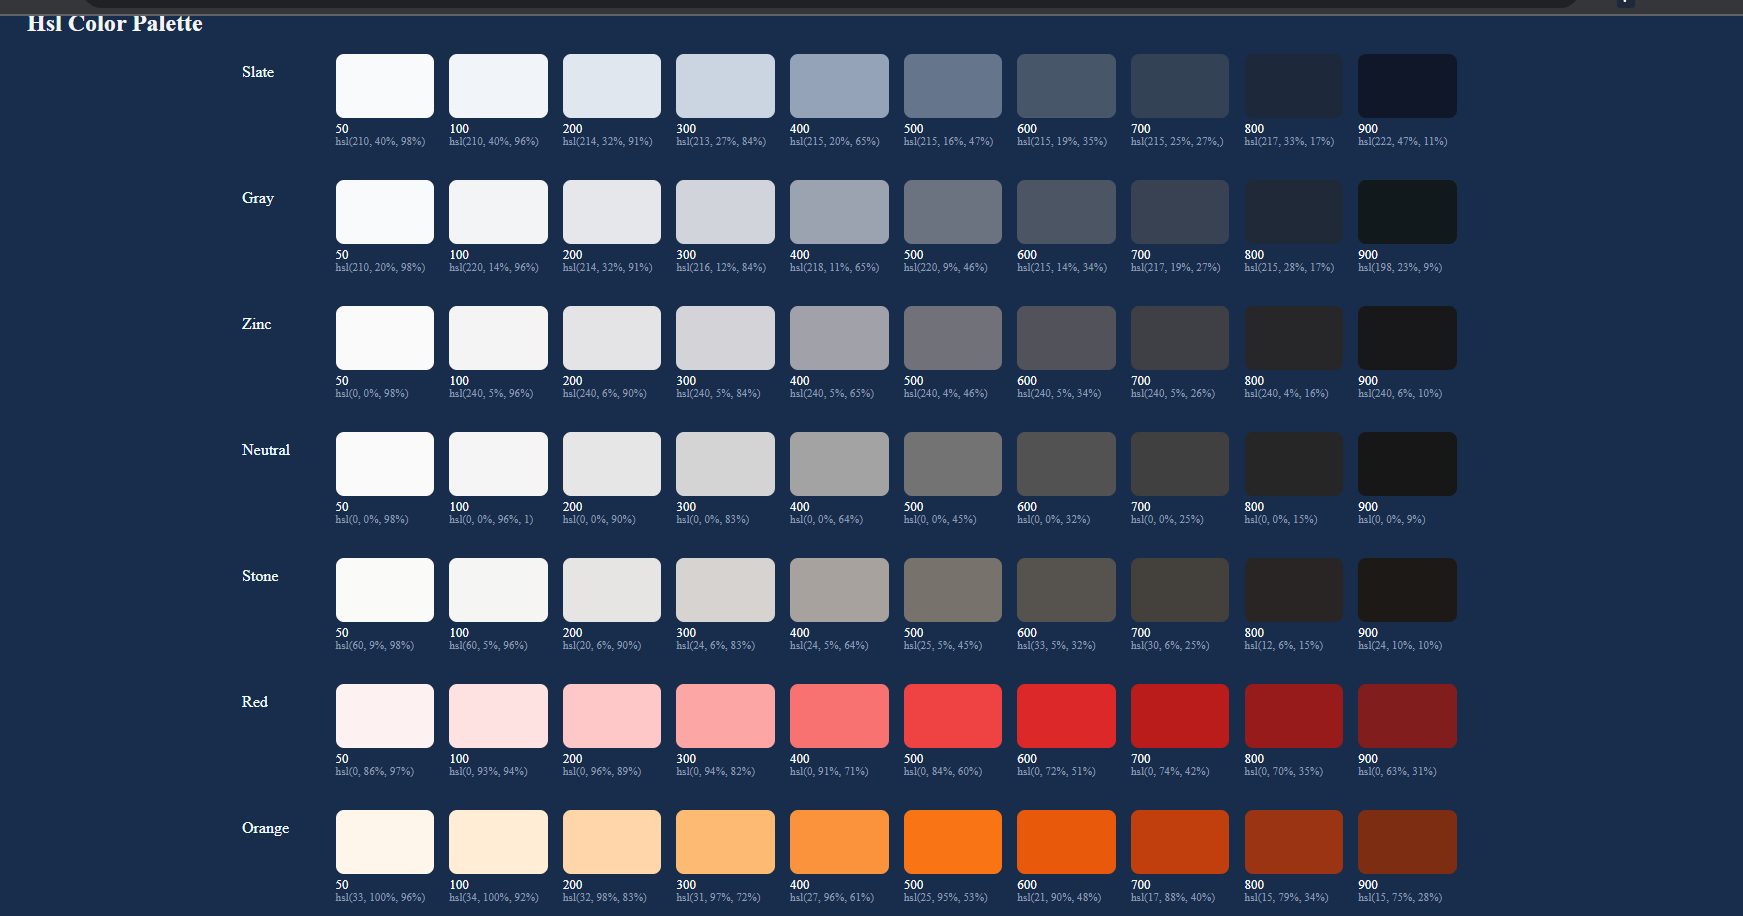 Hsl Color Palette
Slate
50 100 200 300 400 500 600 700 800 900
hsl(210, 40%, 98%) hsl(210, 40%, 96%) hsl(214, 32%, 91%) hsl(213, 27%, 84%) hsl(215, 20%, 65%) hsl(215, 16%, 47%) hsl(215, 19%, 35%) hsl(215, 25%, 27%,) hsl(217, 33%, 17%) hsl(222, 47%, 11%)
Gray
50 100 200 300 400 500 600 700 800 900
hsl(210, 20%, 98%) hsl(220, 14%, 96%) hsl(214, 32%, 91%) hsl(216, 12%, 84%) hsl(218, 11%, 65%) hsl(220, 9%, 46%) hsl(215, 14%, 34%) hsl(217, 19%, 27%) hsl(215, 28%, 17%) hsl(198, 23%, 9%)
Zinc
50 100 200 300 400 500 600 700 800 900
hsl(0, 0%, 98%) hsl(240, 5%, 96%) hsl(240, 6%, 90%) hsl(240, 5%, 84%) hsl(240, 5%, 65%) hsl(240, 4%, 46%) hsl(240, 5%, 34%) hsl(240, 5%, 26%) hsl(240, 4%, 16%) hsl(240, 6%, 10%)
Neutral
50 100 200 300 400 500 600 700 800 900
hsl(0, 0%, 98%) hsl(0, 0%, 96%, 1) hsl(0, 0%, 90%) hsl(0, 0%, 83%) hsl(0, 0%, 64%) hsl(0, 0%, 45%) hsl(0, 0%, 32%) hsl(0, 0%, 25%) hsl(0, 0%, 15%) hsl(0, 0%, 9%)
Stone
50 100 200 300 400 500 600 700 800 900
hsl(60, 9%, 98%) hsl(60, 5%, 96%) hsl(20, 6%, 90%) hsl(24, 6%, 83%) hsl(24, 5%, 64%) hsl(25, 5%, 45%) hsl(33, 5%, 32%) hsl(30, 6%, 25%) hsl(12, 6%, 15%) hsl(24, 10%, 10%)
Red
50 100 200 300 400 500 600 700 800 900
hsl(0, 86%, 97%) hsl(0, 93%, 94%) hsl(0, 96%, 89%) hsl(0, 94%, 82%) hsl(0, 91%, 71%) hsl(0, 84%, 60%) hsl(0, 72%, 51%) hsl(0, 74%, 42%) hsl(0, 70%, 35%) hsl(0, 63%, 31%)
Orange
50 100 200 300 400 500 600 700 800 900
hsl(33, 100%, 96%) hsl(34, 100%, 92%) hsl(32, 98%, 83%) hsl(31, 97%, 72%) hsl(27, 96%, 61%) hsl(25, 95%, 53%) hsl(21, 90%, 48%) hsl(17, 88%, 40%) hsl(15, 79%, 34%) hsl(15, 75%, 28%)